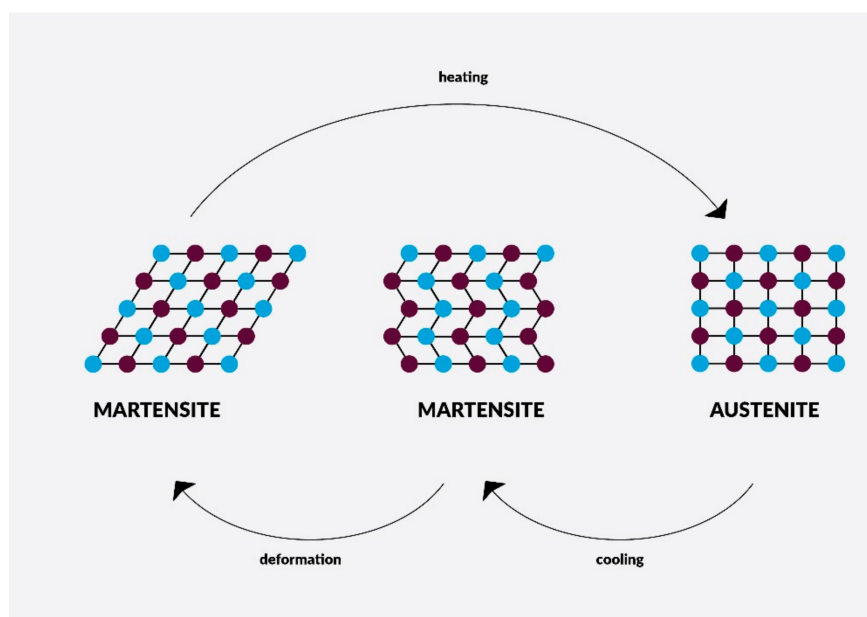 heating
MARTENSITE
MARTENSITE
AUSTENITE
deformation
cooling